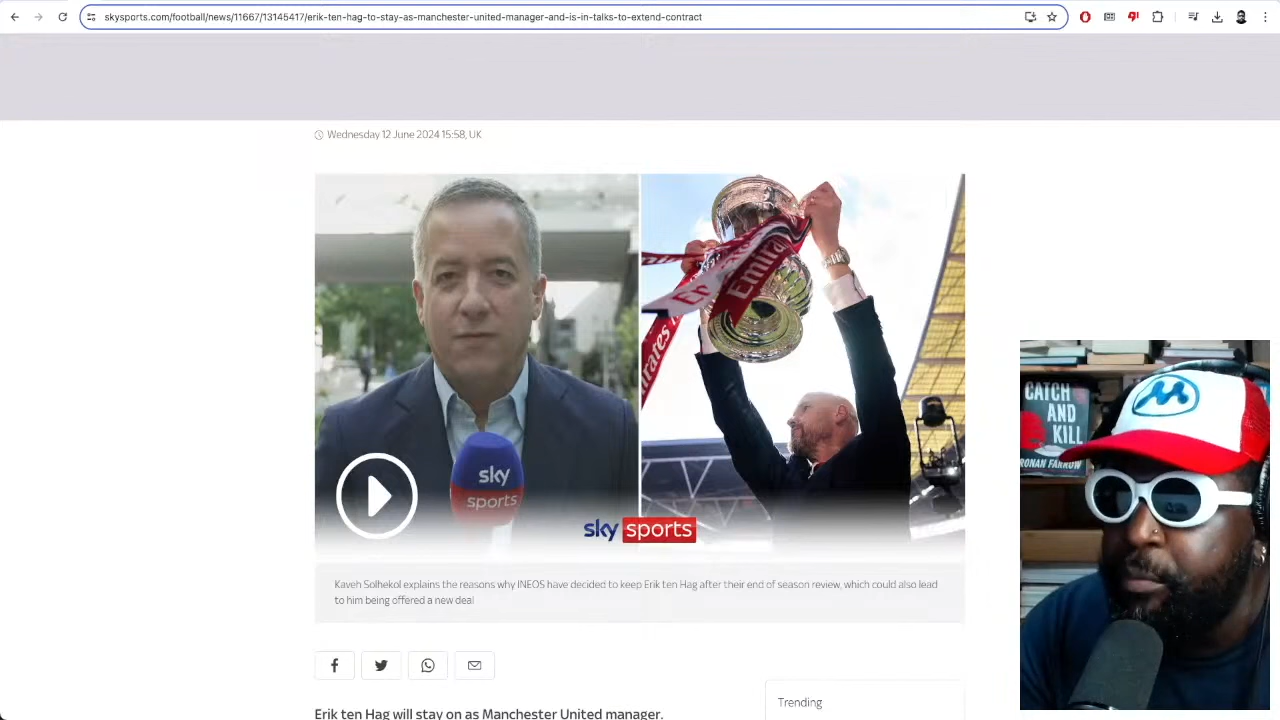 skysports.com/football/news/11667/13145417/erik-ten-hag-to-stay-as-manchester-united-manager-and-is-in-talks-to-extend-contract
Wednesday 12 June 2024 15:58, UK
Emirates
Emira
sky
sports
sky sports
Kaveh Solhekol explains the reasons why INEOS have decided to keep Erik ten Hag after their end of season review, which could also lead
to him being offered a new deal
CATCH
AND
KILL
RONAN FARROW
Trending
Erik ten Hag will stay on as Manchester United manager.